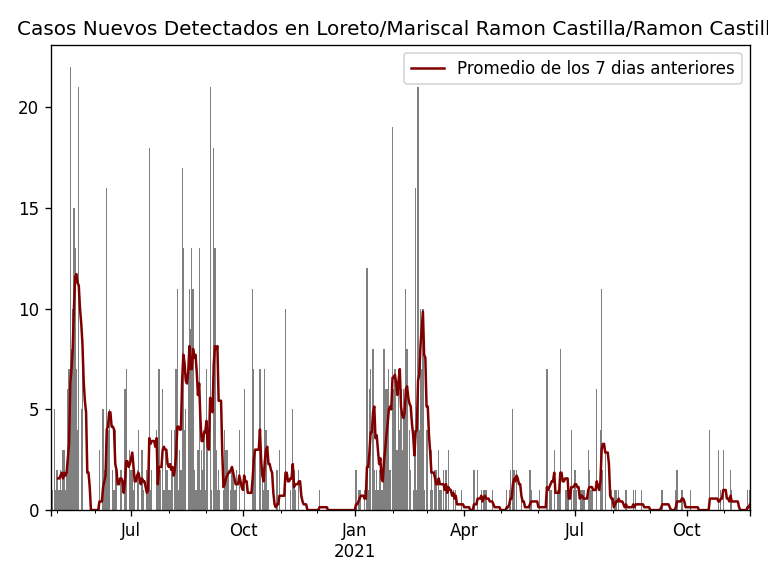 Casos Nuevos Detectados en Loreto/Mariscal Ramon Castilla/Ramon Castill
Promedio de los 7 dias anteriores
20
15
10
5
0
Jul Oct Jan Apr Jul Oct
2021